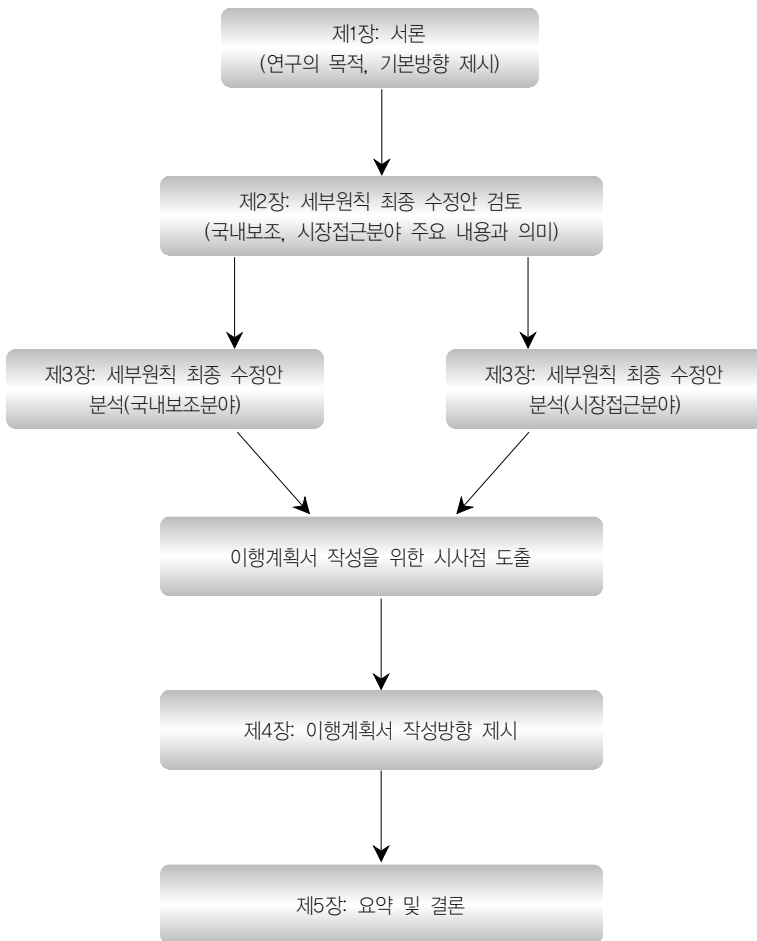 제1장: 서론
(연구의 목적, 기본방향 제시)
제2장: 세부원칙 최종 수정안 검토
(국내보조, 시장접근분야 주요 내용과 의미)
제3장: 세부원칙 최종 수정안
분석(국내보조분야)
제3장: 세부원칙 최종 수정안
분석(시장접근분야)
이행계획서 작성을 위한 시사점 도출
제4장: 이행계획서 작성방향 제시
제5장: 요약 및 결론